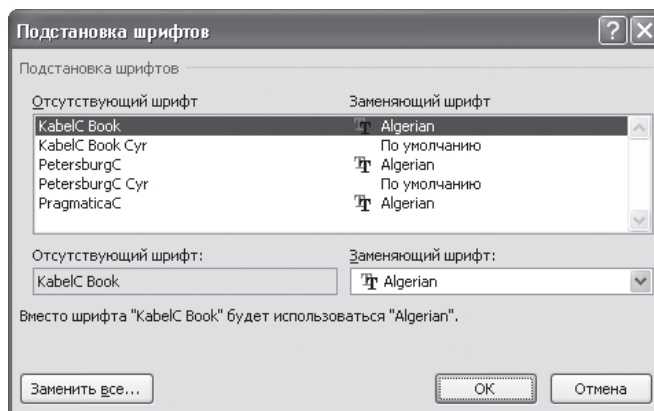 Подстановка шрифтов
Подстановка шрифтов
Отсутствующий шрифт Заменяющий шрифт
KabelC Book Algerian
KabelC Book Cyr По умолчанию
PetersburgC Algerian
PetersburgC Cyr По умолчанию
PragmaticaC Algerian
Отсутствующий шрифт: Заменяющий шрифт:
KabelC Book Algerian
Вместо шрифта "KabelC Book" будет использоваться "Algerian".
Заменить все... ОК Отмена